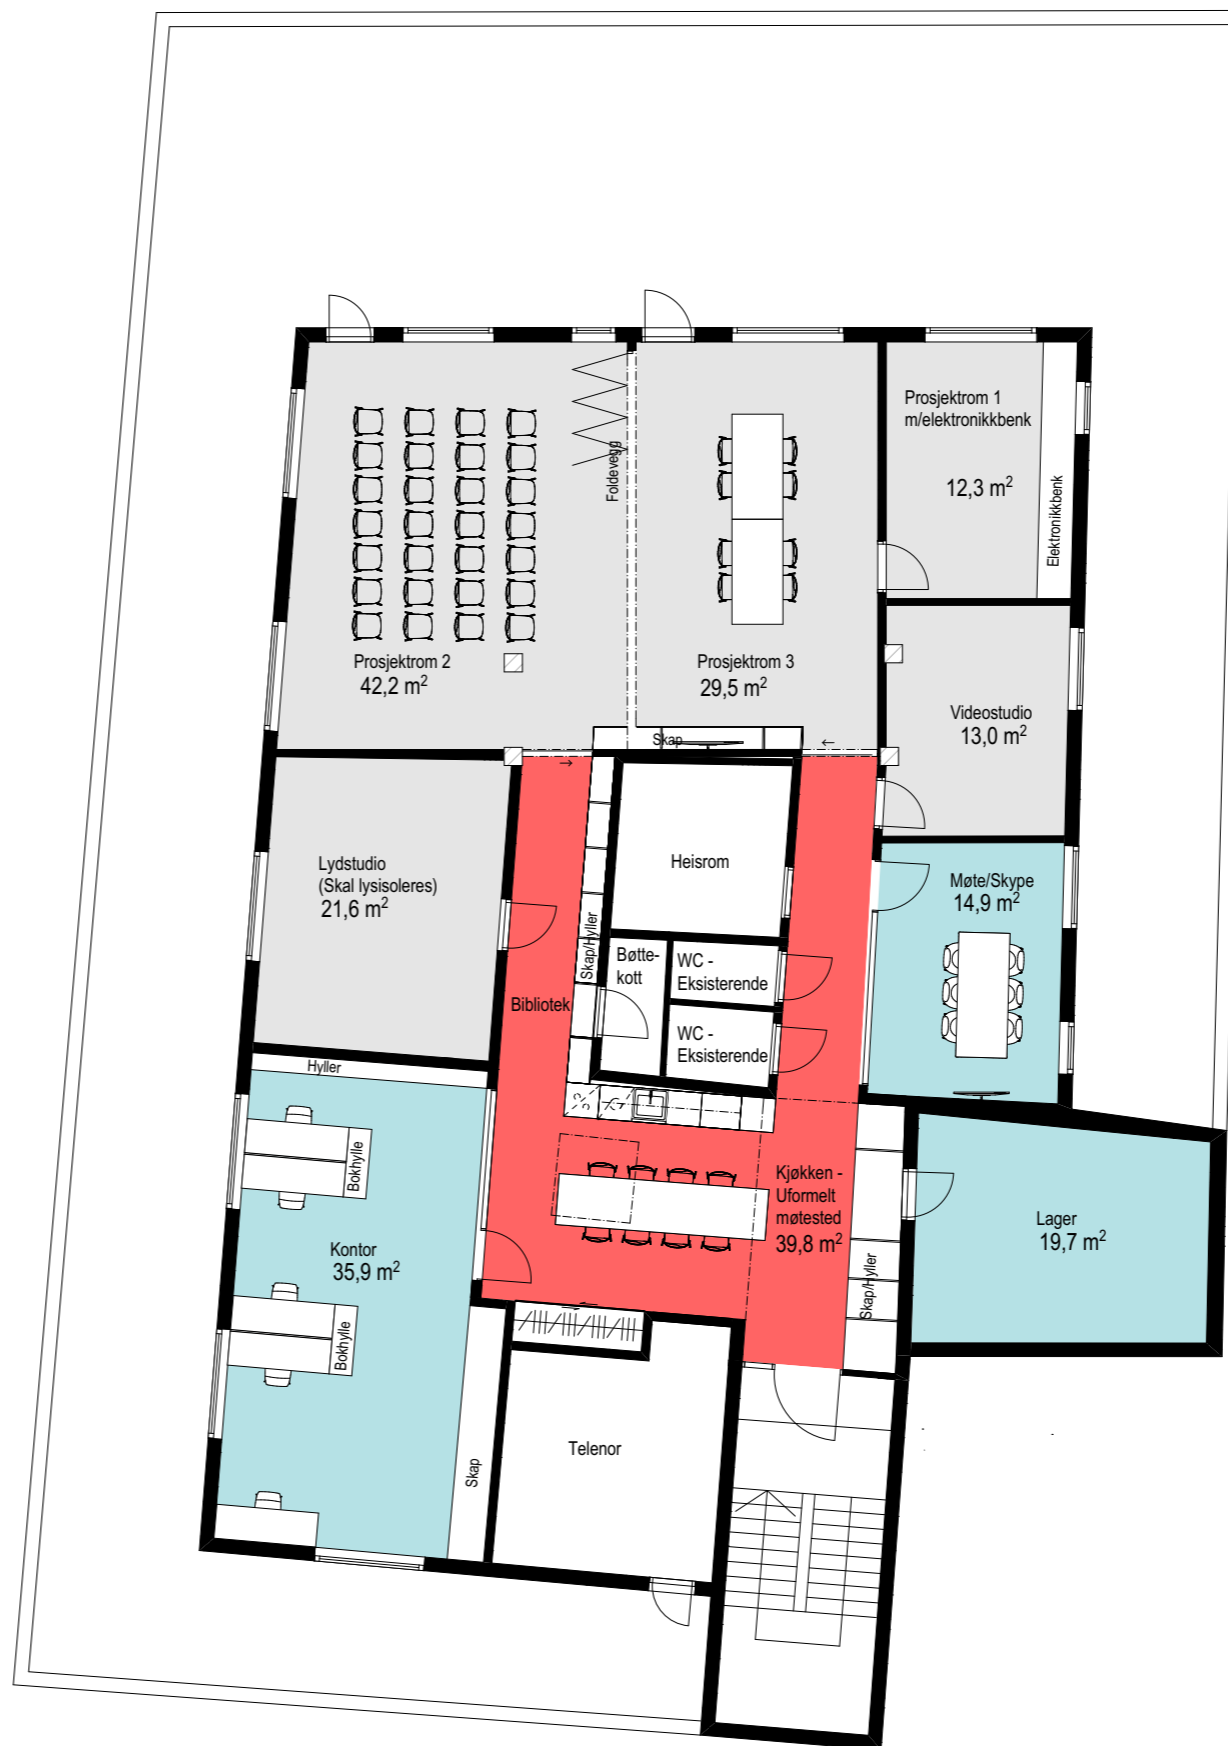 Prosjektrom 1
m/elektronikkbenk
12,3 m²
Elektronikkbenk
Foldevegg
Prosjektrom 2
42,2 m²
Prosjektrom 3
29,5 m²
Skap
Videostudio
13,0 m²
Lydstudio
(Skal lysisoleres)
21,6 m²
Heisrom
Møte/Skype
14,9 m²
Skap/Hyller
Bøtte-
kott
WC -
Eksisterende
Bibliotek
WC -
Eksisterende
Hyller
Bokhylle
Kjøkken -
Uformelt
møtested
39,8 m²
Lager
19,7 m²
Kontor
35,9 m²
Skap/Hyller
Bokhylle
Telenor
Skap